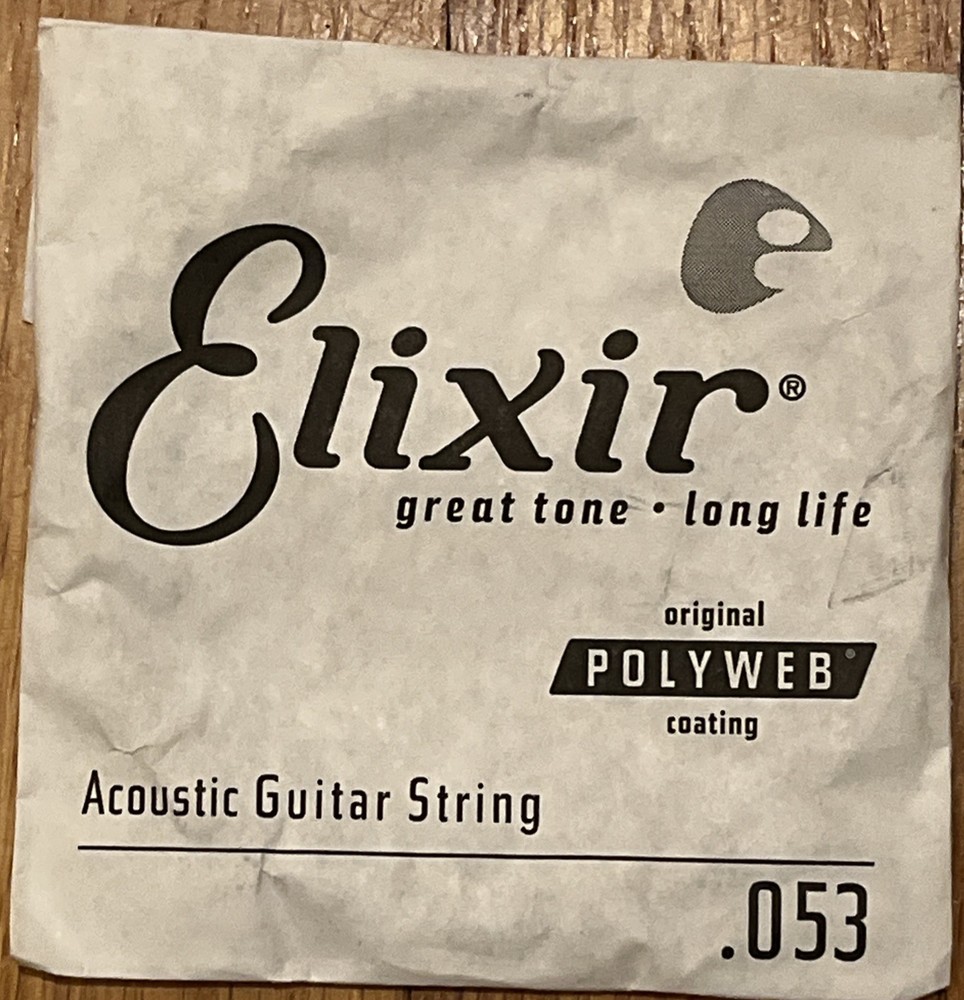 Elixir®
great tone • long life
original
POLYWEB®
coating
Acoustic Guitar String
.053